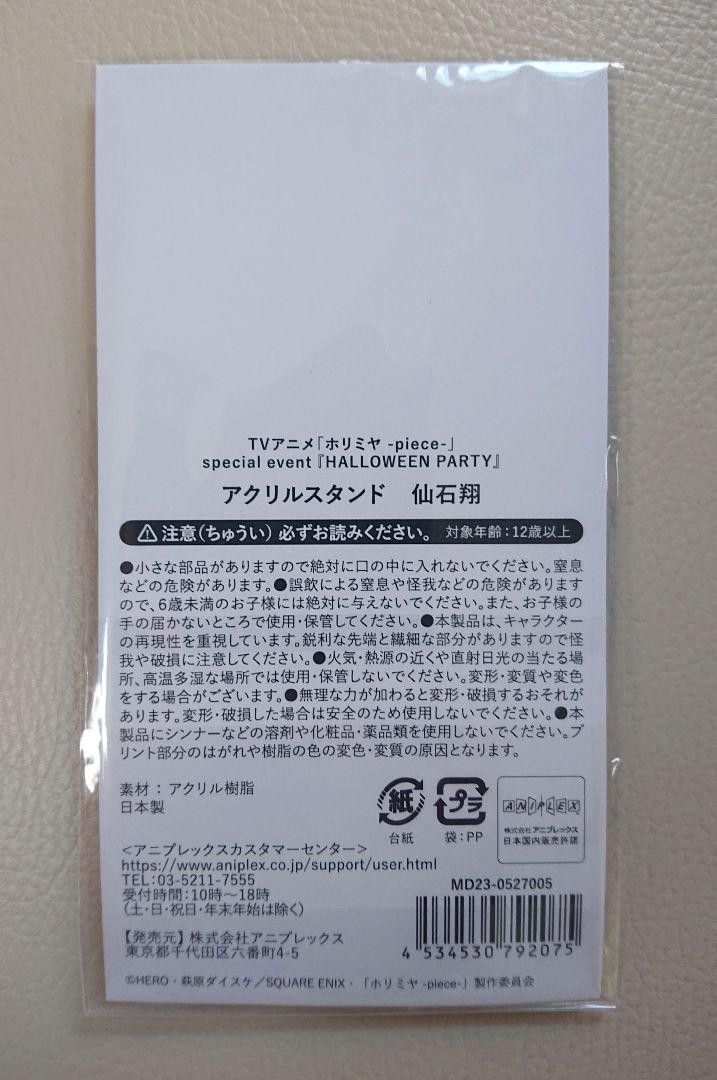 TVアニメ「ホリミヤ -piece-」
special event『HALLOWEEN PARTY』
アクリルスタンド　仙石翔
注意(ちゅうい) 必ずお読みください。 対象年齢:12歳以上
●小さな部品がありますので絶対に口の中に入れないでください。窒息
などの危険があります。●誤飲による窒息や怪我などの危険があります
ので、6歳未満のお子様には絶対に与えないでください。また、お子様の
手の届かないところで使用・保管してください。●本製品は、キャラクター
の再現性を重視しています。鋭利な先端と繊細な部分がありますので怪
我や破損に注意してください。●火気・熱源の近くや直射日光の当たる場
所、高温多湿な場所では使用・保管しないでください。変形・変質や変色
をする場合がございます。●無理な力が加わると変形・破損するおそれが
あります。変形・破損した場合は安全のため使用しないでください。●本
製品にシンナーなどの溶剤や化粧品・薬品類を使用しないでください。プ
リント部分のはがれや樹脂の色の変色・変質の原因となります。
素材：アクリル樹脂
日本製
紙
台紙
プラ
袋:PP
ANIPLEX
株式会社アニプレックス
日本国内販売許諾
<アニプレックスカスタマーセンター>
https://www.aniplex.co.jp/support/user.html
TEL:03-5211-7555
受付時間:10時～18時
(土・日・祝日・年末年始は除く)
【発売元】株式会社アニプレックス
東京都千代田区六番町4-5
MD23-0527005
4 534530 792075
©HERO・萩原ダイスケ／SQUARE ENIX・「ホリミヤ -piece-」製作委員会